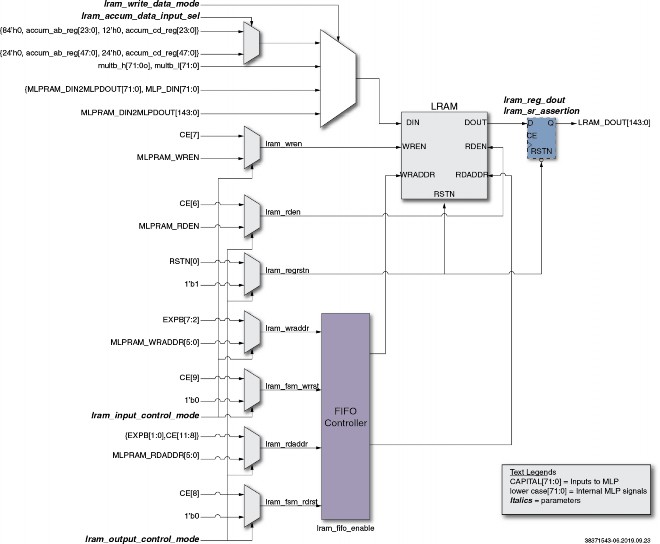 lram_write_data_mode
lram_accum_data_input_sel
{84'h0, accum_ab_reg[23:0], 12'h0, accum_cd_reg[23:0]}
{24'h0, accum_ab_reg[47:0], 24'h0, accum_cd_reg[47:0]}
multb_h[71:0o], multb_l[71:0]
{MLPRAM_DIN2MLPDOUT[71:0], MLP_DIN[71:0]
MLPRAM_DIN2MLPDOUT[143:0]
LRAM
DIN
DOUT
WREN
RDEN
WRADDR
RDADDR
RSTN
lram_reg_dout
lram_sr_assertion
D
Q
CE
RSTN
LRAM_DOUT[143:0]
CE[7]
lram_wren
MLPRAM_WREN
CE[6]
lram_rden
MLPRAM_RDEN
RSTN[0]
lram_regrstn
1'b1
EXPB[7:2]
lram_wraddr
MLPRAM_WRADDR[5:0]
CE[9]
lram_fsm_wrrst
1'b0
lram_input_control_mode
{EXPB[1:0],CE[11:8]}
lram_rdaddr
MLPRAM_RDADDR[5:0]
CE[8]
lram_fsm_rdrst
1'b0
lram_output_control_mode
FIFO
Controller
lram_fifo_enable
Text Legends
CAPITAL[71:0] = Inputs to MLP
lower case[71:0] = Internal MLP signals
Italics = parameters
38371543-06.2019.09.23